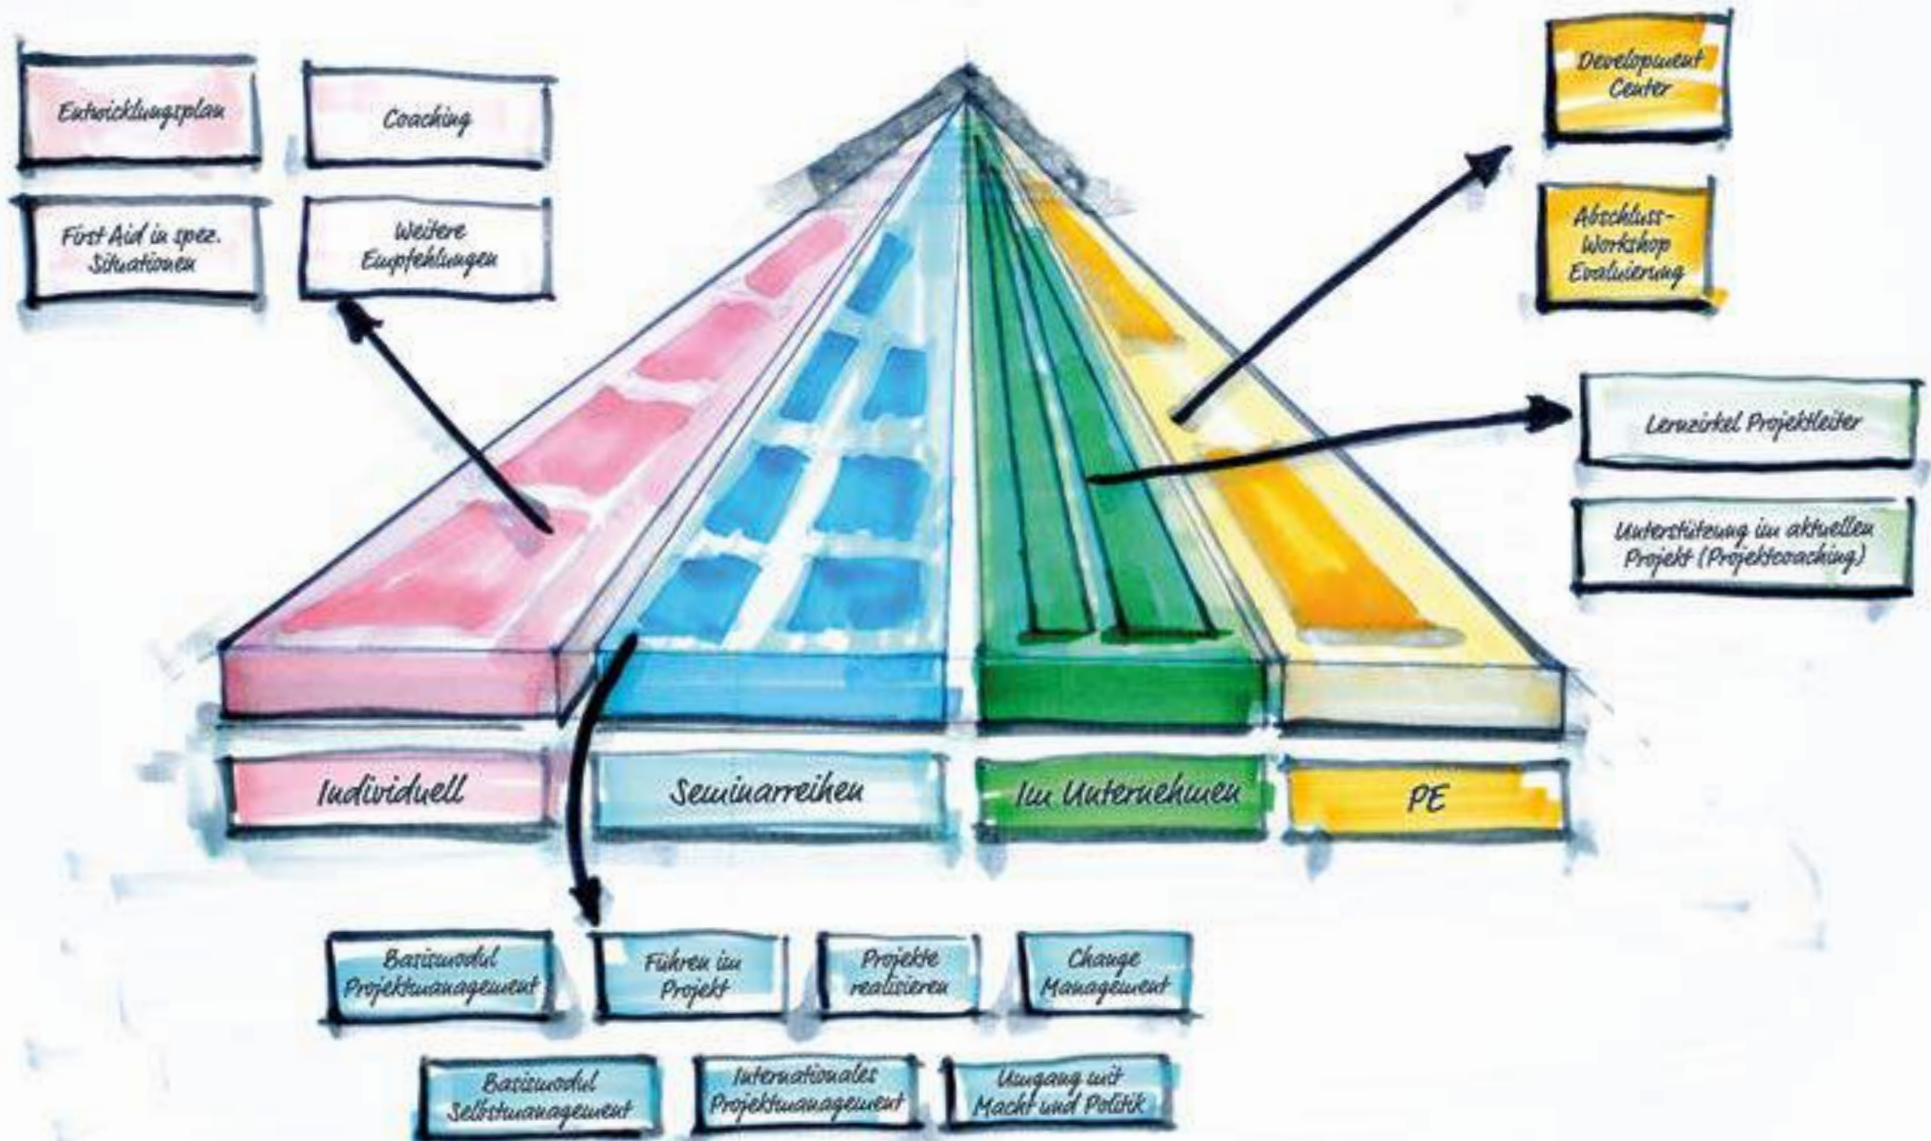 Entwicklungsplan
Coaching
First Aid in spez.
Situationen
Weitere
Empfehlungen
Development
Center
Abschluss-
Workshop
Evaluierung
Lernzirkel Projektleiter
Unterstützung im aktuellen
Projekt (Projektcoaching)
Individuell
Seminarreihen
Im Unternehmen
PE
Basismodul
Projektmanagement
Führen im
Projekt
Projekte
realisieren
Change
Management
Basismodul
Selbstmanagement
Internationales
Projektmanagement
Umgang mit
Macht und Politik